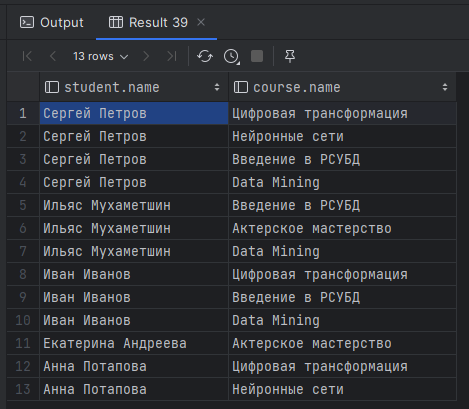 Output Result 39
13 rows
student.name course.name
1 Сергей Петров Цифровая трансформация
2 Сергей Петров Нейронные сети
3 Сергей Петров Введение в РСУБД
4 Сергей Петров Data Mining
5 Ильяс Мухаметшин Введение в РСУБД
6 Ильяс Мухаметшин Актерское мастерство
7 Ильяс Мухаметшин Data Mining
8 Иван Иванов Цифровая трансформация
9 Иван Иванов Введение в РСУБД
10 Иван Иванов Data Mining
11 Екатерина Андреева Актерское мастерство
12 Анна Потапова Цифровая трансформация
13 Анна Потапова Нейронные сети